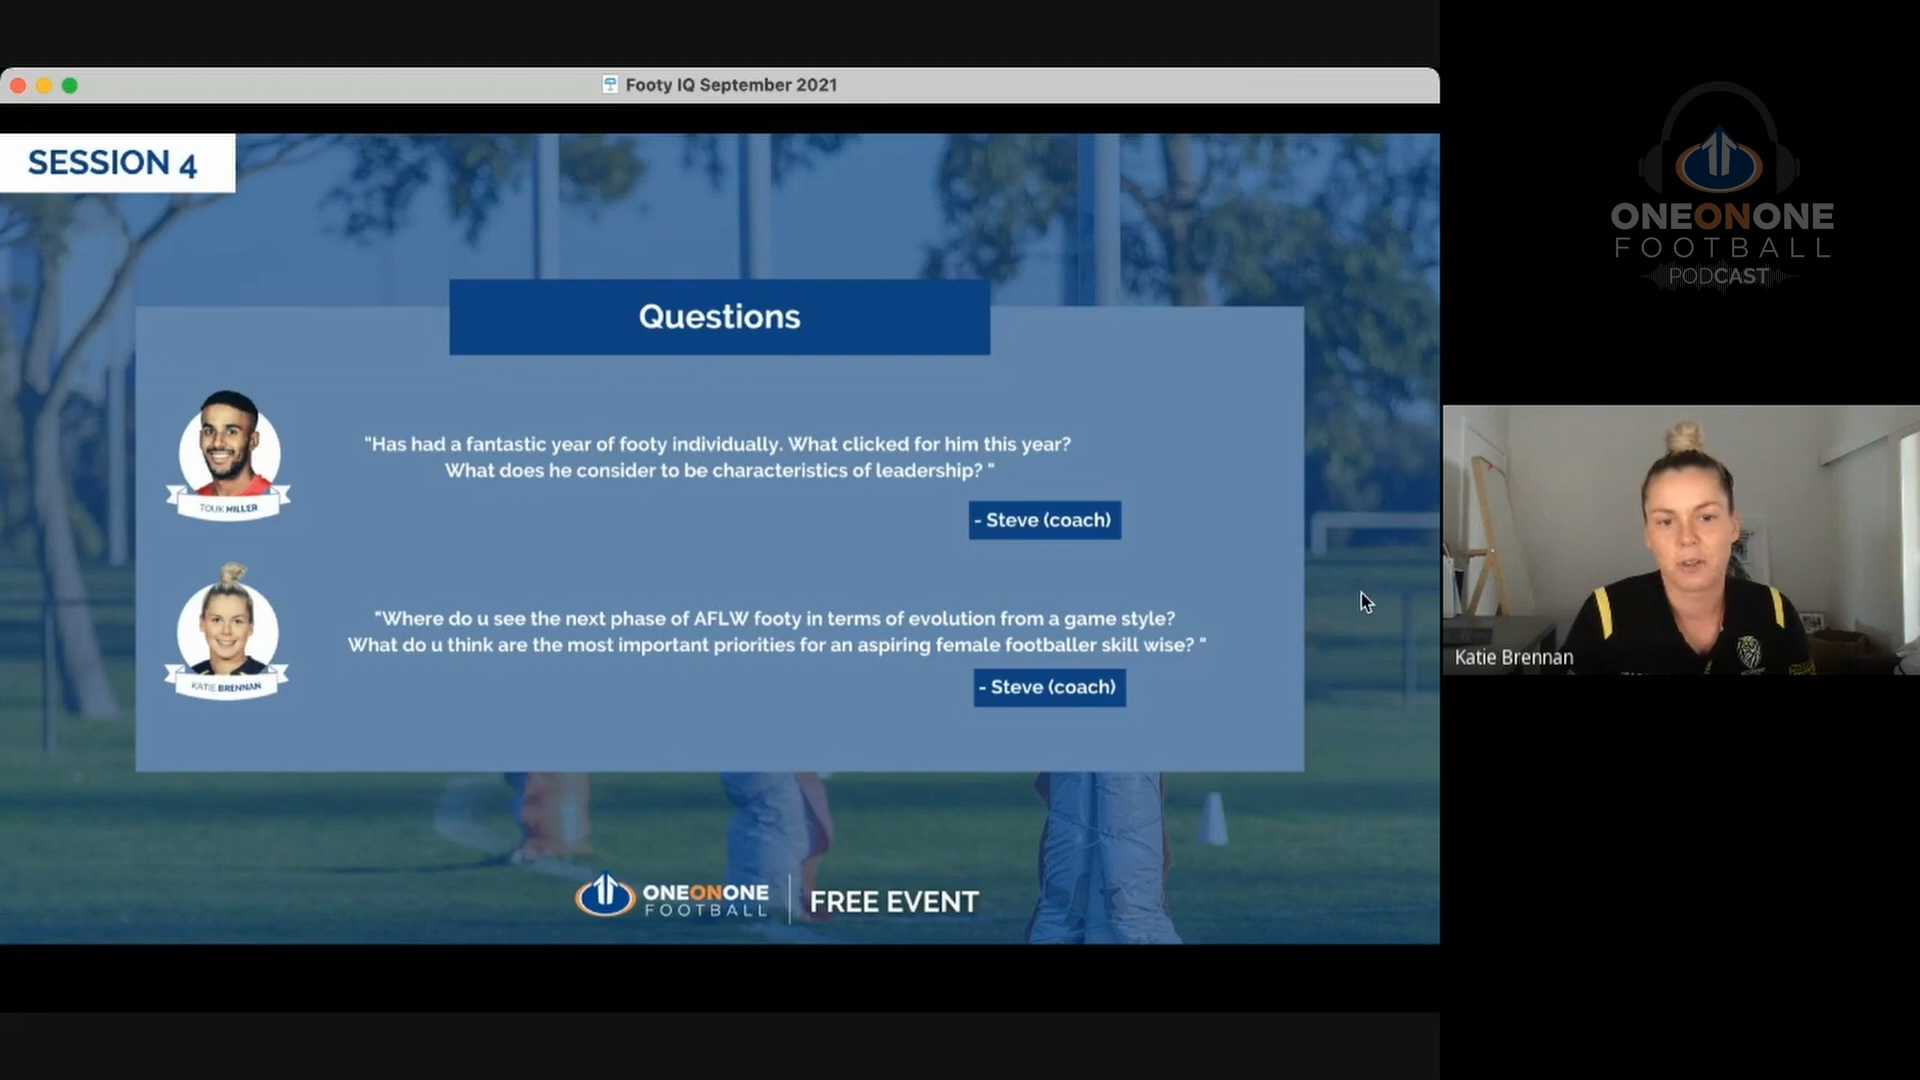 Footy IQ September 2021
SESSION 4
Questions
"Has had a fantastic year of footy individually. What clicked for him this year?
What does he consider to be characteristics of leadership? "
- Steve (coach)
TOUK MILLER
"Where do u see the next phase of AFLW footy in terms of evolution from a game style?
What do u think are the most important priorities for an aspiring female footballer skill wise? "
- Steve (coach)
KATIE BRENNAN
ONEONONE
FOOTBALL
FREE EVENT
ONEONONE
FOOTBALL
PODCAST
Katie Brennan